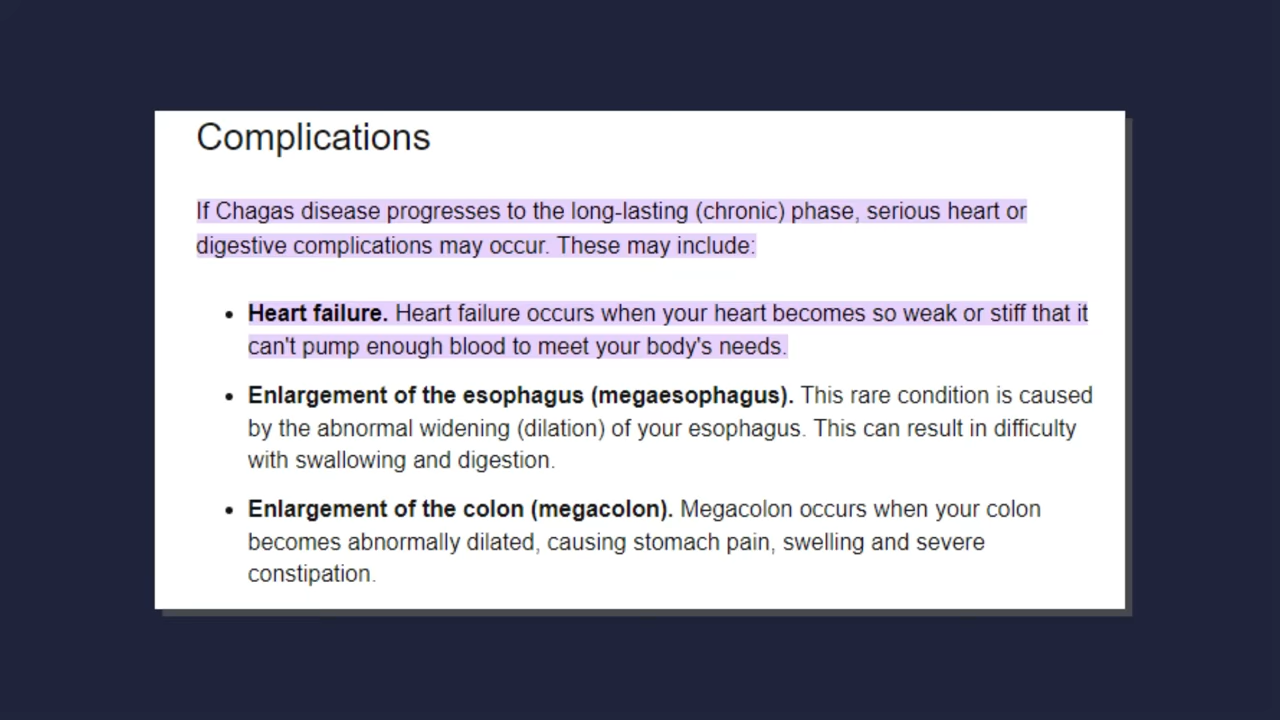 Complications
If Chagas disease progresses to the long-lasting (chronic) phase, serious heart or
digestive complications may occur. These may include:
• Heart failure. Heart failure occurs when your heart becomes so weak or stiff that it
can't pump enough blood to meet your body's needs.
• Enlargement of the esophagus (megaesophagus). This rare condition is caused
by the abnormal widening (dilation) of your esophagus. This can result in difficulty
with swallowing and digestion.
• Enlargement of the colon (megacolon). Megacolon occurs when your colon
becomes abnormally dilated, causing stomach pain, swelling and severe
constipation.